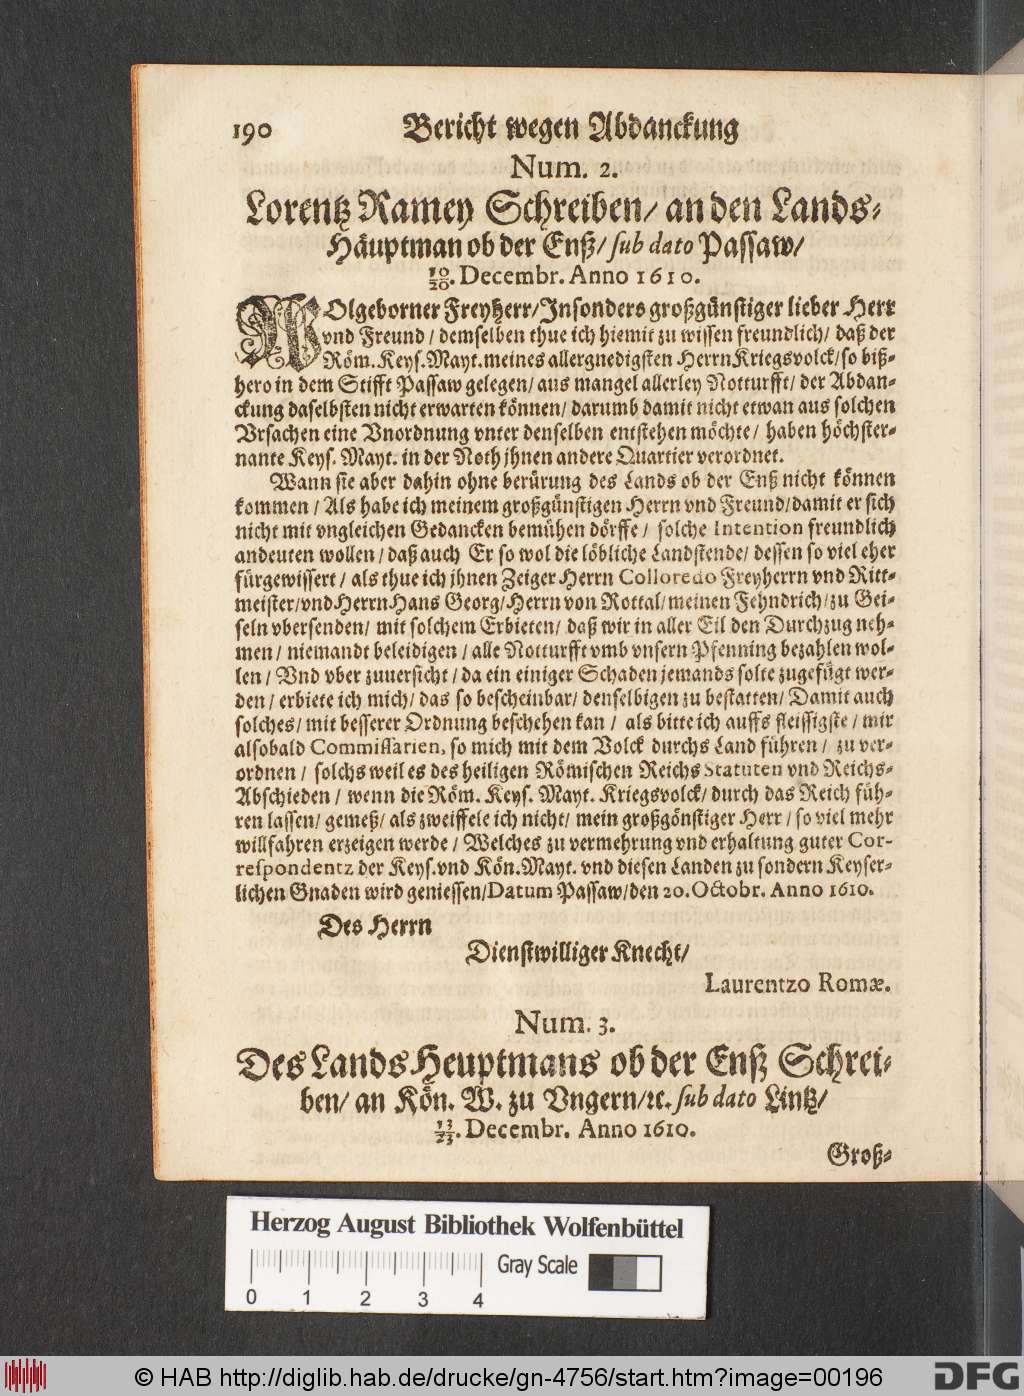 190 Bericht wegen Abdanckung
Num. 2.
Lorentz Ramey Schreiben/ an den Lands-
Häuptman ob der Enß/ sub dato Passaw/
10/20. Decembr. Anno 1610.
WOlgeborner Freyherr/Insonders großgünstiger lieber Herr
vnd Freund/ demselben thue ich hiemit zu wissen freundlich/ daß der
Röm. Keys. Mayt. meines allergnedigsten Herrn Kriegsvolck/ so biß-
hero in dem Stifft Passaw gelegen/ aus mangel allerley Notturfft/ der Abdan-
ckung daselbsten nicht erwarten können/ darumb damit nicht etwan aus solchen
Vrsachen eine Vnordnung vnter denselben entstehen möchte/ haben höchster-
nante Keys. Mayt. in der Noth jhnen andere Quartier verordnet.
Wann sie aber dahin ohne berürung des Lands ob der Enß nicht können
kommen/ Als habe ich meinem großgünstigen Herrn vnd Freund/damit er sich
nicht mit vngleichen Gedancken bemühen dörffe/ solche Intention freundlich
andeuten wollen/ daß auch Er so wol die löbliche Landstende/ dessen so viel eher
fürgewissert/ als thue ich jhnen Zeiger Herrn Colloredo Freyherrn vnd Ritt-
meister/vnd Herrn Hans Georg/Herrn von Rottal/meinen Fehndrich/zu Gei-
seln vbersenden/ mit solchem Erbieten/ daß wir in aller Eil den Durchzug neh-
men/ niemandt beleidigen/ alle Notturfft vmb vnsern Pfenning bezahlen wol-
len/ Vnd vber zuuersicht/ da ein einiger Schaden jemands solte zugefügt wer-
den/ erbiete ich mich/ das so bescheinbar/ denselbigen zu bestatten/ Damit auch
solches/ mit besserer Ordnung beschehen kan/ als bitte ich auffs fleissigste/ mir
alsobald Commissarien, so mich mit dem Volck durchs Land führen/ zu ver-
ordnen/ solchs weil es des heiligen Römischen Reichs Statuten vnd Reichs-
Abschieden/ wenn die Röm. Keys. Mayt. Kriegsvolck/ durch das Reich füh-
ren lassen/ gemeß/ als zweiffele ich nicht/ mein großgönstiger Herr/ so viel mehr
willfahren erzeigen werde/ Welches zu vermehrung vnd erhaltung guter Cor-
respondentz der Keys. vnd Kön. Mayt. vnd diesen Landen zu sondern Keyser-
lichen Gnaden wird geniessen/Datum Passaw/den 20. Octobr. Anno 1610.
Des Herrn
Dienstwilliger Knecht/
Laurentzo Romæ.
Num. 3.
Des Lands Heuptmans ob der Enß Schrei-
ben/ an Kön. W. zu Vngern/ꝛc. sub dato Lintz/
13/23. Decembr. Anno 1610.
Groß-
Herzog August Bibliothek Wolfenbüttel
Gray Scale
0 1 2 3 4
© HAB http://diglib.hab.de/drucke/gn-4756/start.htm?image=00196
DFG